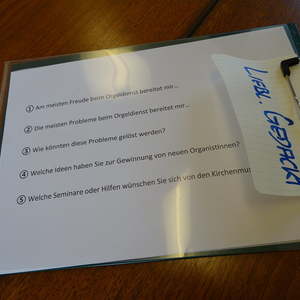 ① Am meisten Freude beim Orgeldienst bereitet mir...
② Die meisten Probleme beim Orgeldienst bereitet mir...
③ Wie könnten diese Probleme gelöst werden?
④ Welche Ideen haben Sie zur Gewinnung von neuen Organistinnen?
⑤ Welche Seminare oder Hilfen wünschen Sie sich von den Kirchenmus
GEDACKT